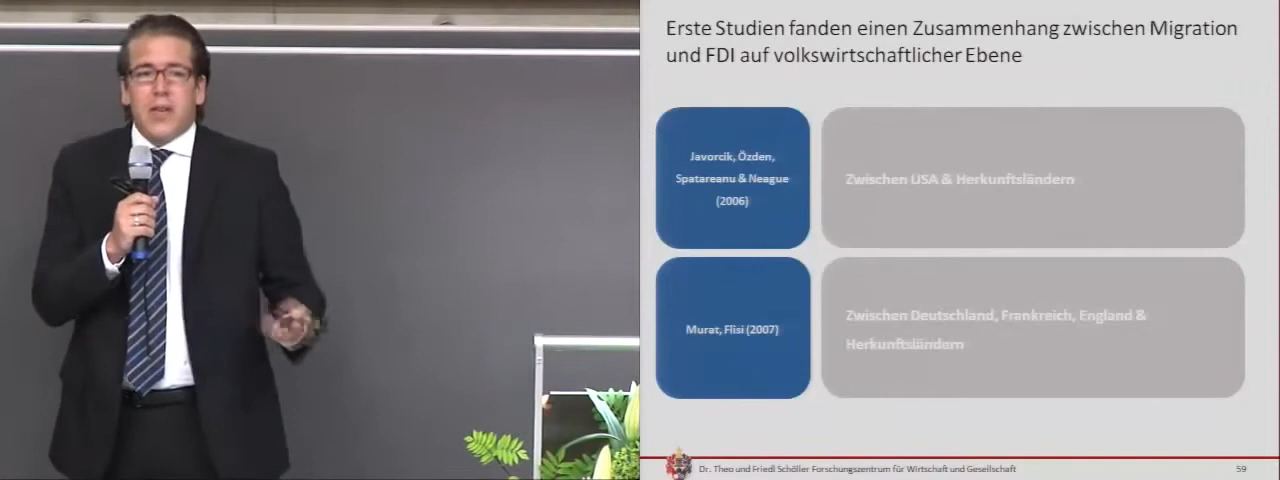 Erste Studien fanden einen Zusammenhang zwischen Migration
und FDI auf volkswirtschaftlicher Ebene
Javorcik, Özden,
Spatareanu & Neague
(2006)
Zwischen USA & Herkunftsländern
Murat, Flisi (2007)
Zwischen Deutschland, Frankreich, England &
Herkunftsländern
Dr. Theo und Friedl Schöller Forschungszentrum für Wirtschaft und Gesellschaft
59